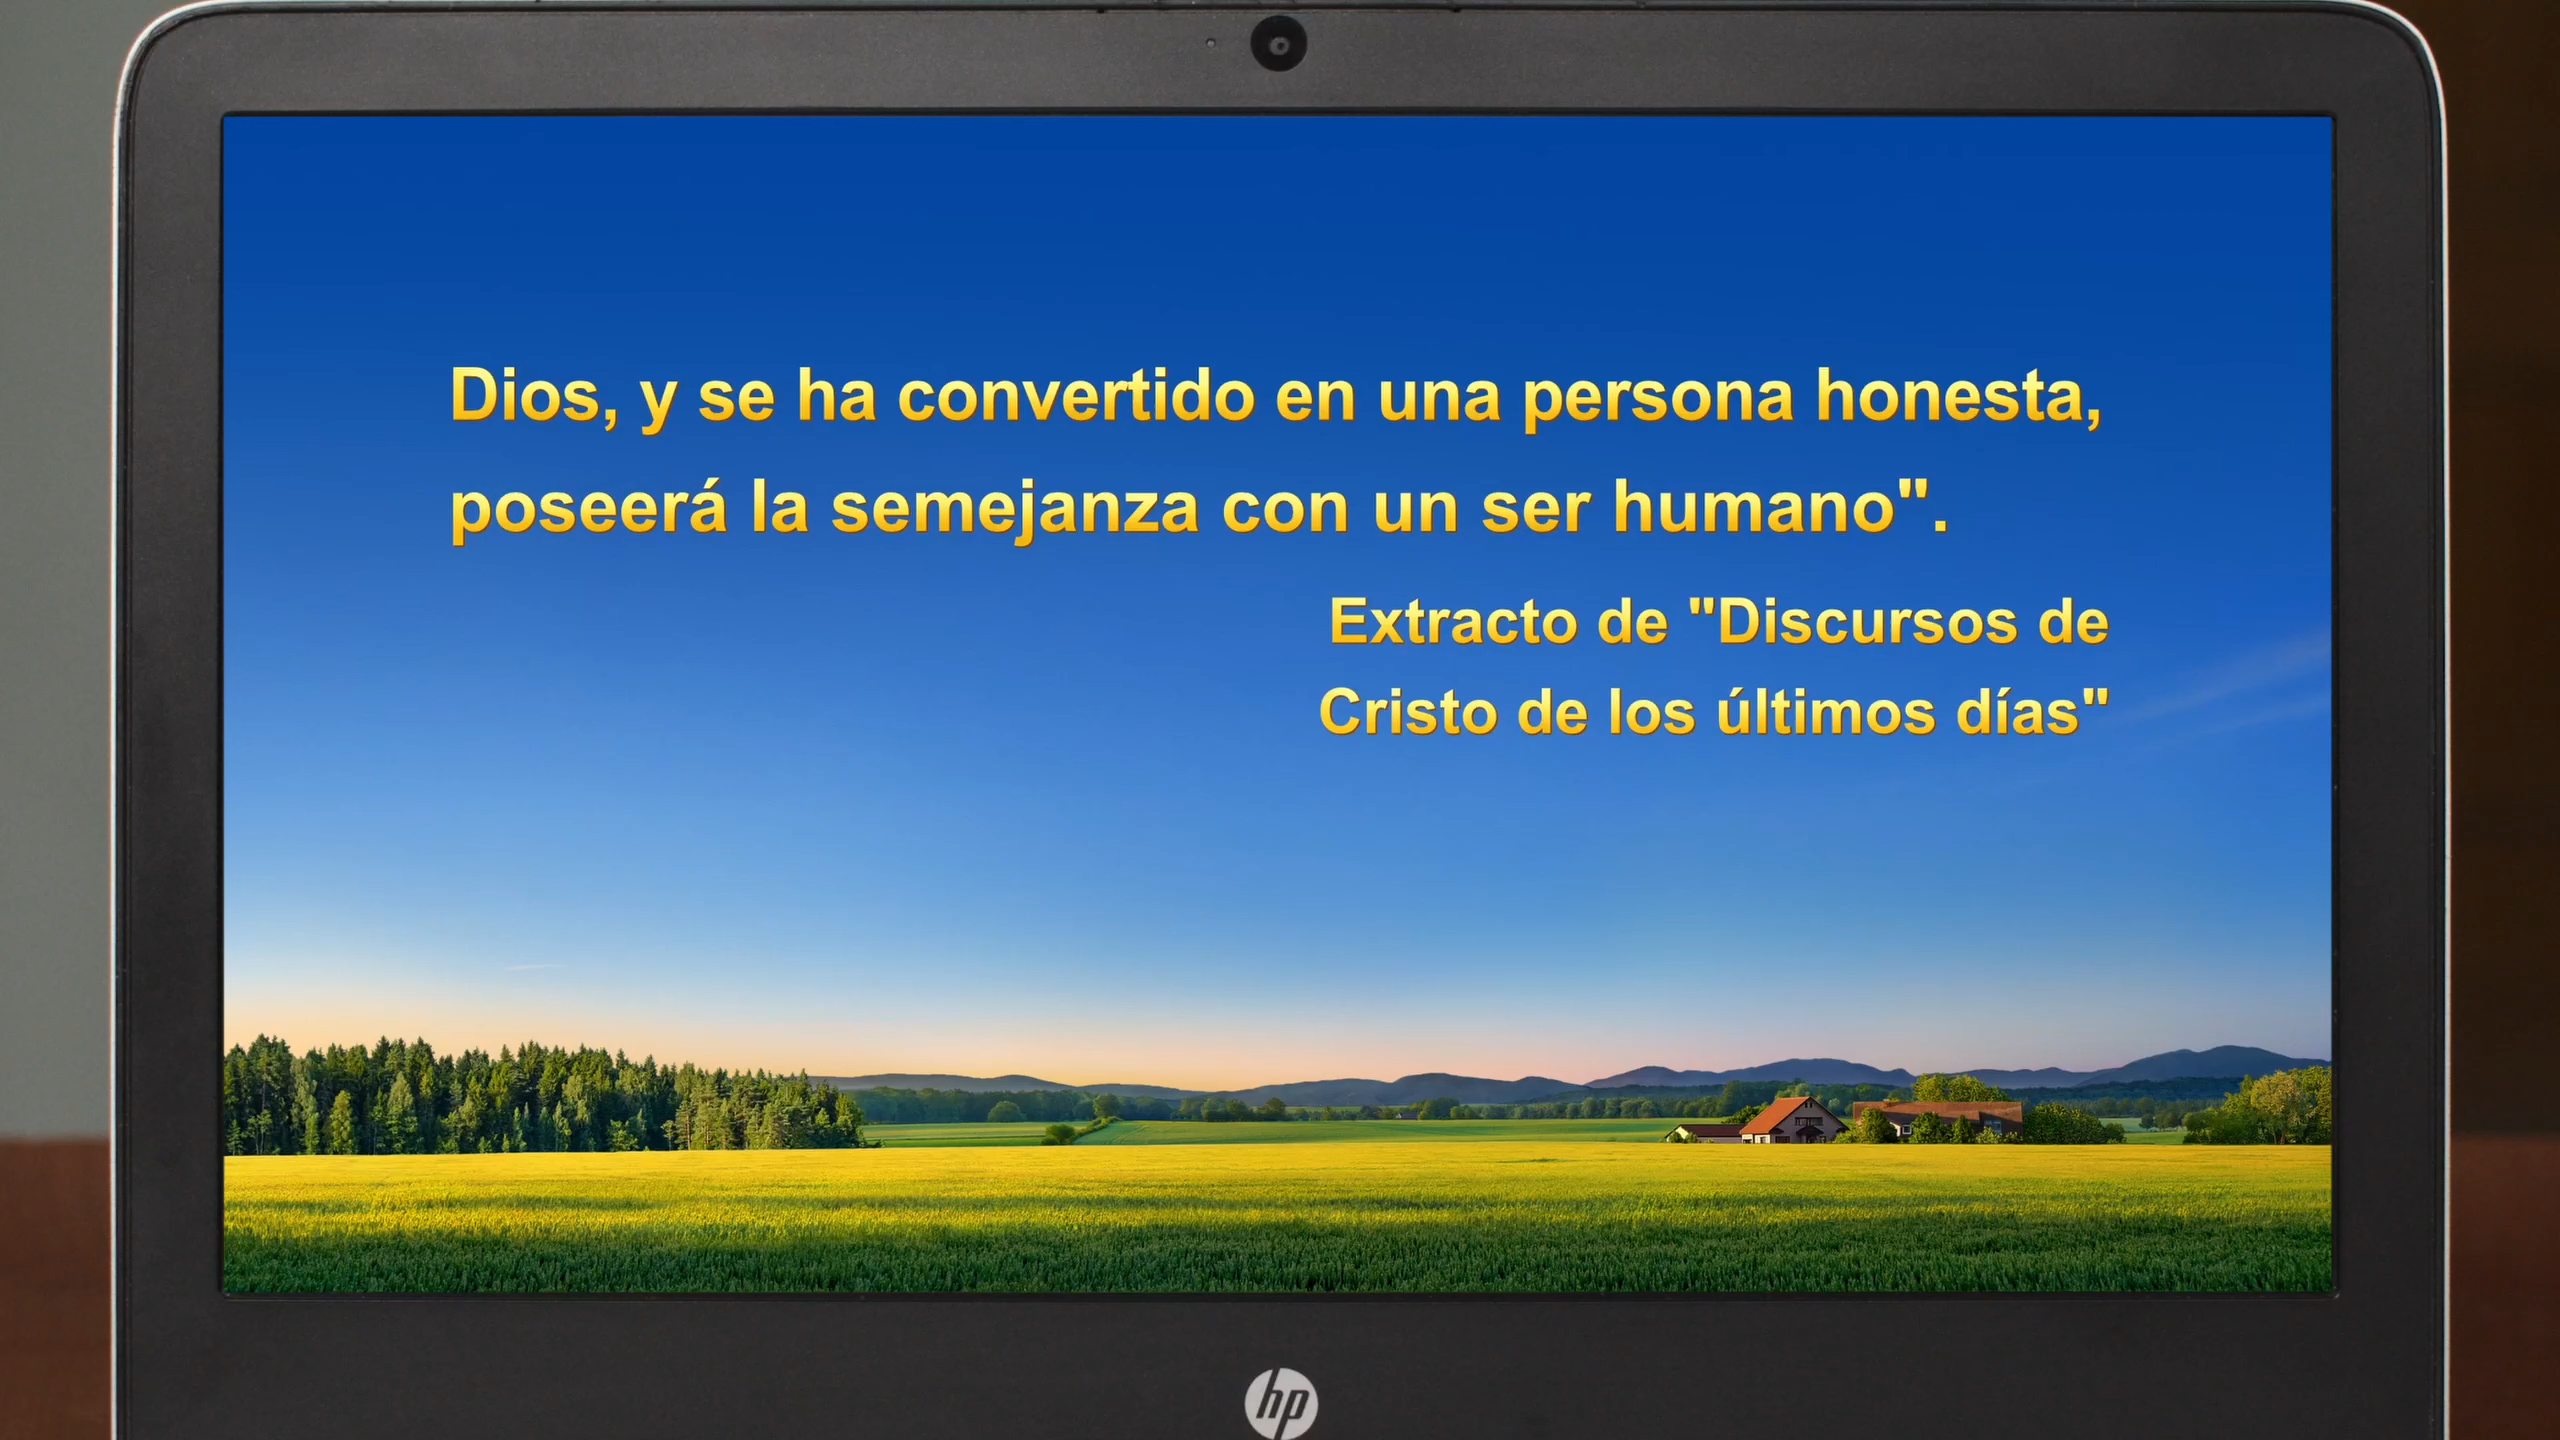 Dios, y se ha convertido en una persona honesta,
poseerá la semejanza con un ser humano".
Extracto de "Discursos de
Cristo de los últimos días"
hp